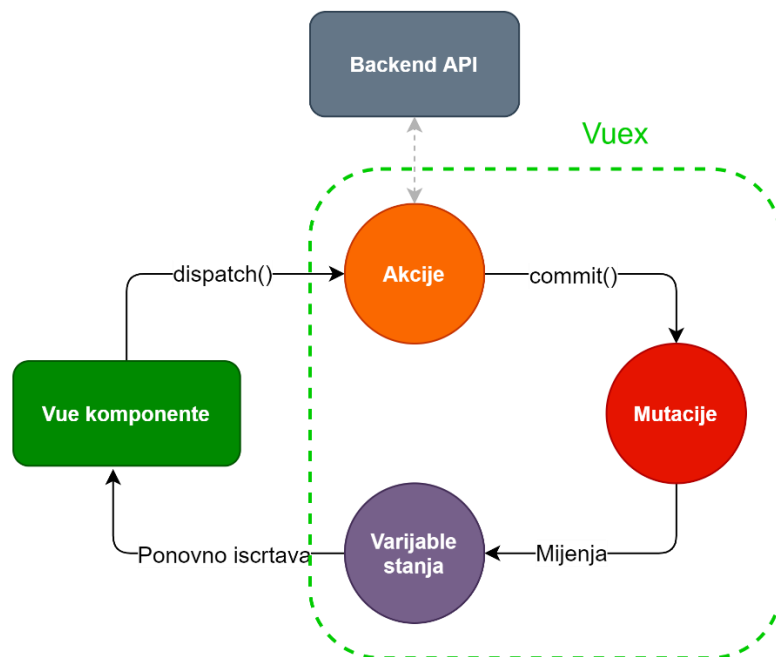 Backend API
Vuex
dispatch()
Akcije
commit()
Vue komponente
Mutacije
Ponovno iscrtava
Varijable
stanja
Mijenja